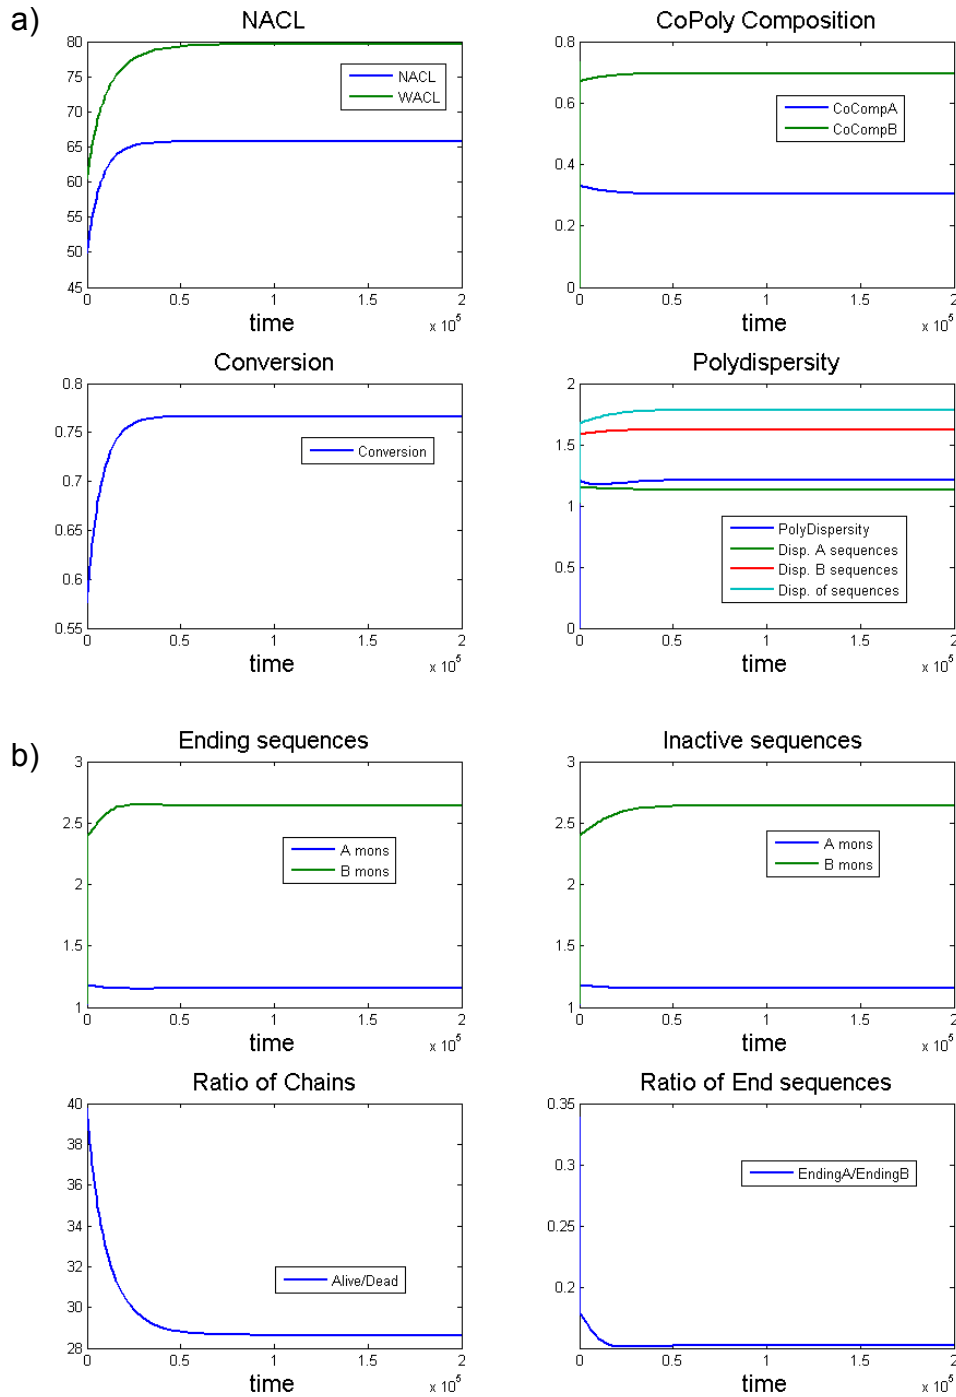 a)
NACL
80
75
70
65
60
55
50
45
NACL
WACL
0
0.5
1
1.5
2
time
x 10^5
CoPoly Composition
0.8
0.6
0.4
0.2
0
CoCompA
CoCompB
0
0.5
1
1.5
2
time
x 10^5
Conversion
0.8
0.75
0.7
0.65
0.6
0.55
Conversion
0
0.5
1
1.5
2
time
x 10^5
Polydispersity
2
1.5
1
0.5
0
PolyDispersity
Disp. A sequences
Disp. B sequences
Disp. of sequences
0
0.5
1
1.5
2
time
x 10^5
b)
Ending sequences
3
2.5
2
1.5
1
A mons
B mons
0
0.5
1
1.5
2
time
x 10^5
Inactive sequences
3
2.5
2
1.5
1
A mons
B mons
0
0.5
1
1.5
2
time
x 10^5
Ratio of Chains
40
38
36
34
32
30
29
28
Alive/Dead
0
0.5
1
1.5
2
time
x 10^5
Ratio of End sequences
0.35
0.3
0.25
0.2
EndingA/EndingB
0
0.5
1
1.5
2
time
x 10^5